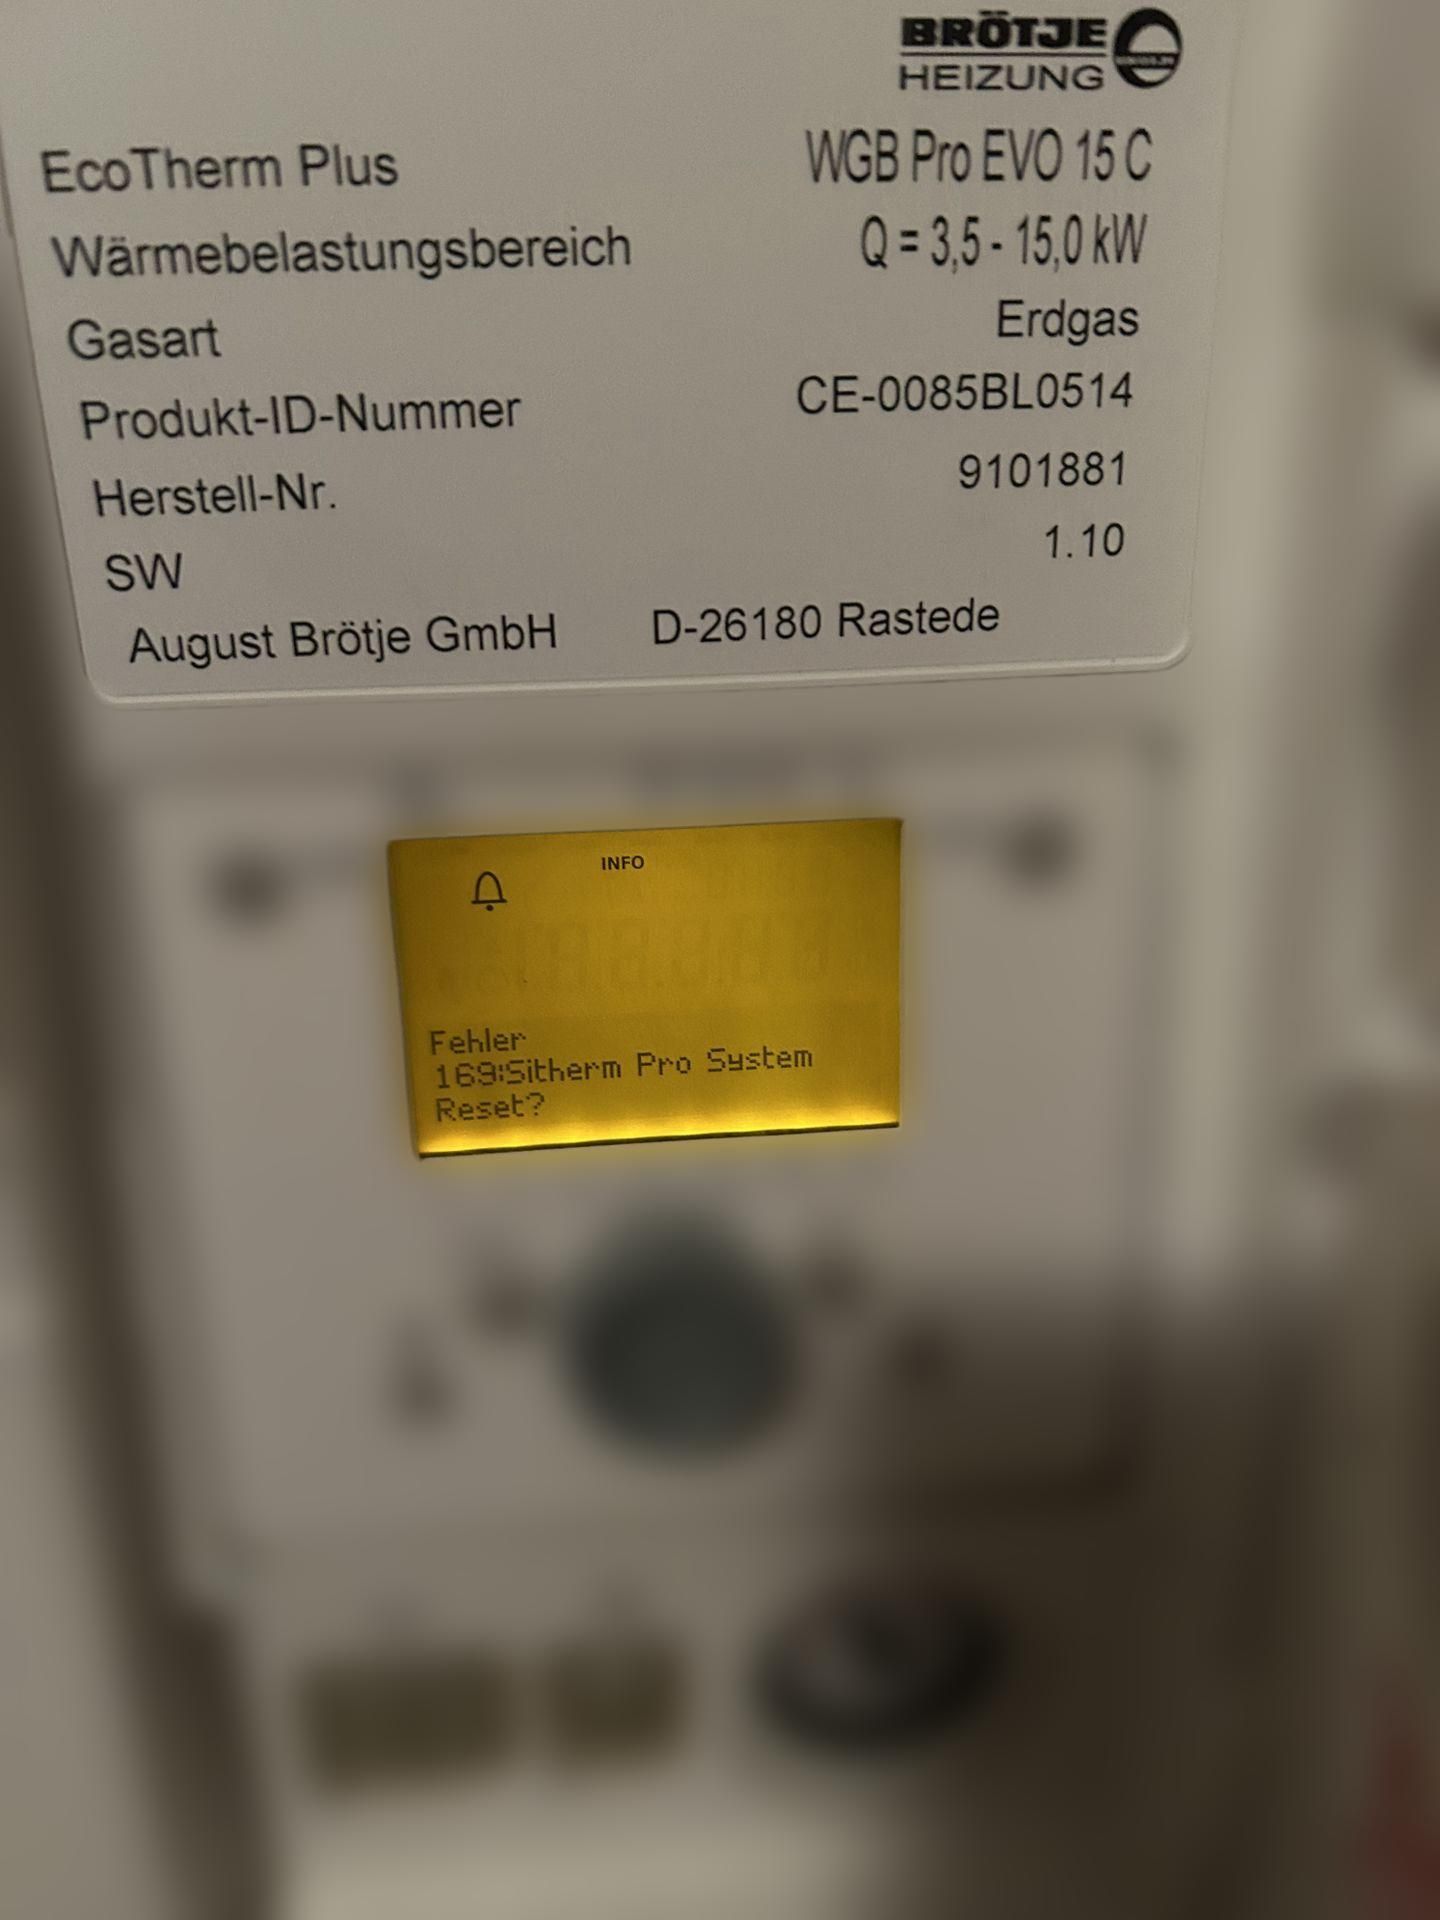 BRÖTJE
HEIZUNG
EcoTherm Plus WGB Pro EVO 15 C
Wärmebelastungsbereich Q = 3,5 - 15,0 kW
Gasart Erdgas
Produkt-ID-Nummer CE-0085BL0514
Herstell-Nr. 9101881
SW 1.10
August Brötje GmbH D-26180 Rastede
INFO
Fehler
169:Sitherm Pro System
Reset?